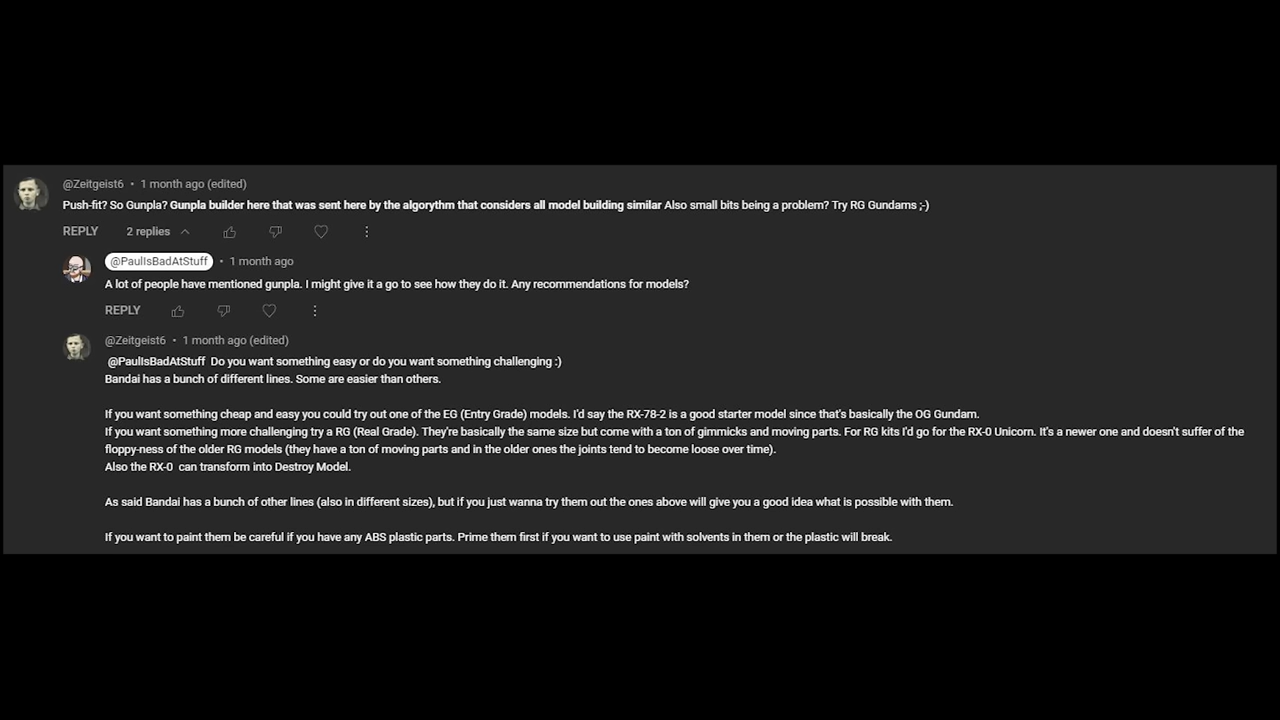 @Zeitgeist6 • 1 month ago (edited)
Push-fit? So Gunpla? Gunpla builder here that was sent here by the algorythm that considers all model building similar Also small bits being a problem? Try RG Gundams ;-)
REPLY 2 replies
@PaulIsBadAtStuff • 1 month ago
A lot of people have mentioned gunpla. I might give it a go to see how they do it. Any recommendations for models?
REPLY
@Zeitgeist6 • 1 month ago (edited)
@PaulIsBadAtStuff Do you want something easy or do you want something challenging :)
Bandai has a bunch of different lines. Some are easier than others.
If you want something cheap and easy you could try out one of the EG (Entry Grade) models. I'd say the RX-78-2 is a good starter model since that's basically the OG Gundam.
If you want something more challenging try a RG (Real Grade). They're basically the same size but come with a ton of gimmicks and moving parts. For RG kits I'd go for the RX-0 Unicorn. It's a newer one and doesn't suffer of the
floppy-ness of the older RG models (they have a ton of moving parts and in the older ones the joints tend to become loose over time).
Also the RX-0 can transform into Destroy Model.
As said Bandai has a bunch of other lines (also in different sizes), but if you just wanna try them out the ones above will give you a good idea what is possible with them.
If you want to paint them be careful if you have any ABS plastic parts. Prime them first if you want to use paint with solvents in them or the plastic will break.